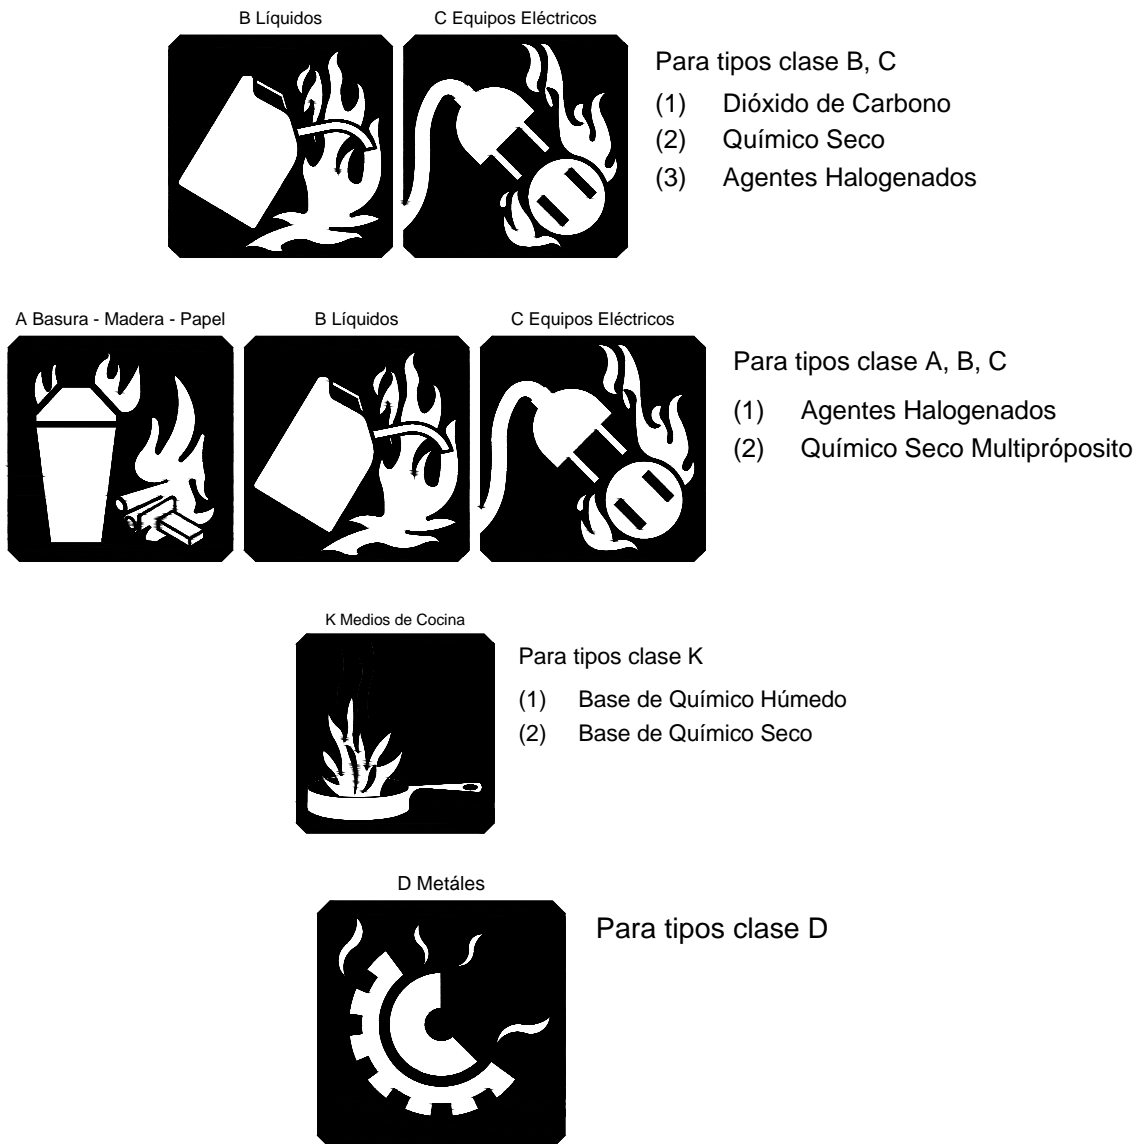 B Líquidos
C Equipos Eléctricos
Para tipos clase B, C
(1) Dióxido de Carbono
(2) Químico Seco
(3) Agentes Halogenados
A Basura - Madera - Papel
B Líquidos
C Equipos Eléctricos
Para tipos clase A, B, C
(1) Agentes Halogenados
(2) Químico Seco Multipróposito
K Medios de Cocina
Para tipos clase K
(1) Base de Químico Húmedo
(2) Base de Químico Seco
D Metáles
Para tipos clase D